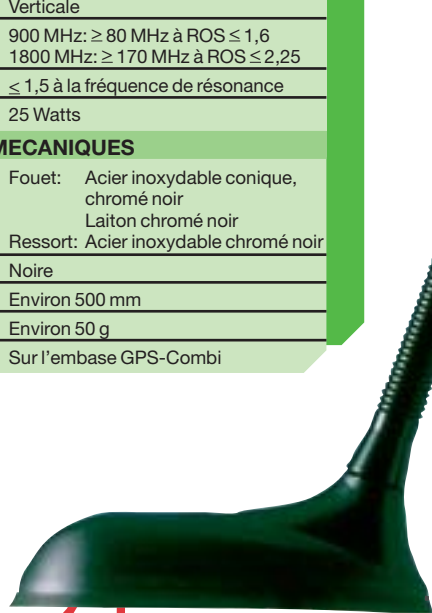 Verticale
900 MHz: ≥ 80 MHz à ROS ≤ 1,6
1800 MHz: ≥ 170 MHz à ROS ≤ 2,25
≤ 1,5 à la fréquence de résonance
25 Watts
MECANIQUES
Fouet: Acier inoxydable conique,
chromé noir
Laiton chromé noir
Ressort: Acier inoxydable chromé noir
Noire
Environ 500 mm
Environ 50 g
Sur l’embase GPS-Combi